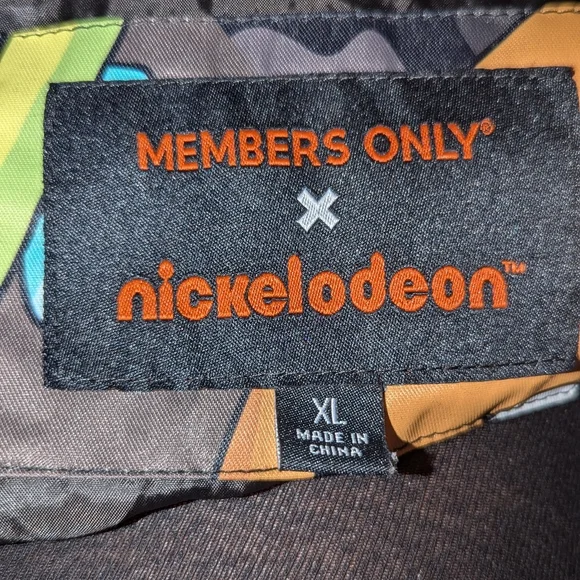 MEMBERS ONLY®
X
nickelodeon™
XL
MADE IN
CHINA